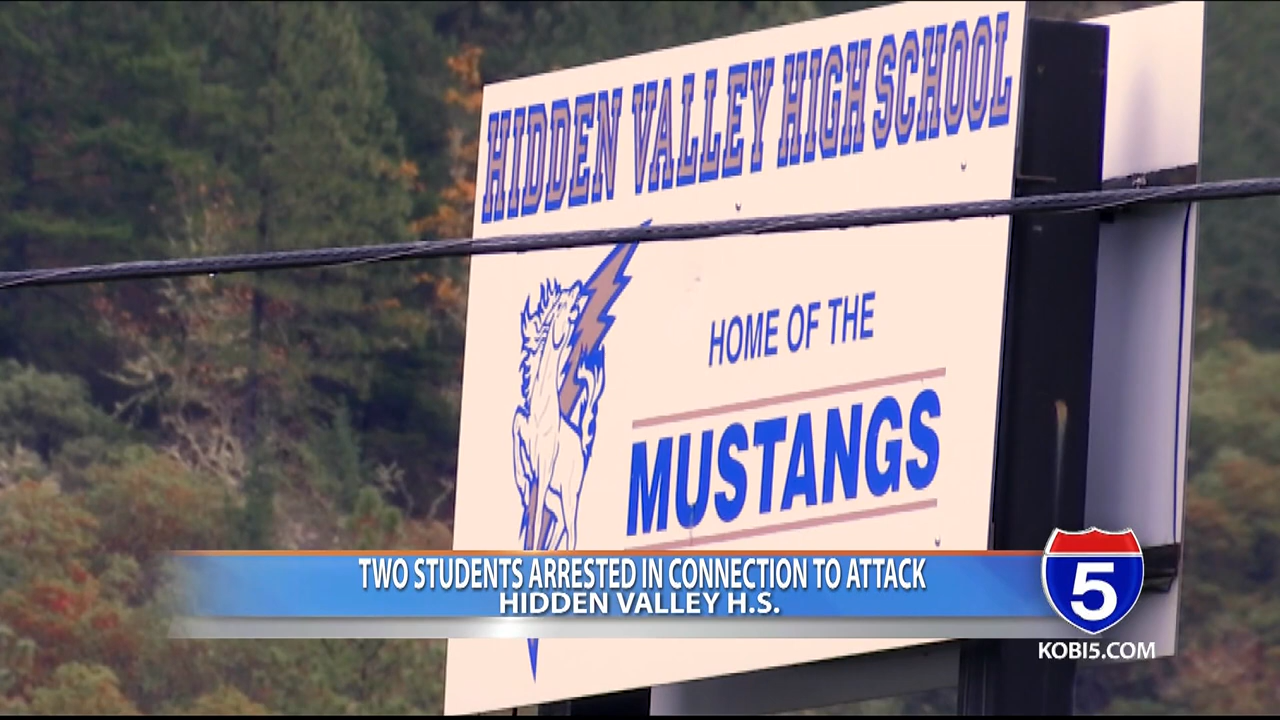 HIDDEN VALLEY HIGH SCHOOL
HOME OF THE
MUSTANGS
TWO STUDENTS ARRESTED IN CONNECTION TO ATTACK
HIDDEN VALLEY H.S.
5
KOBI5.COM